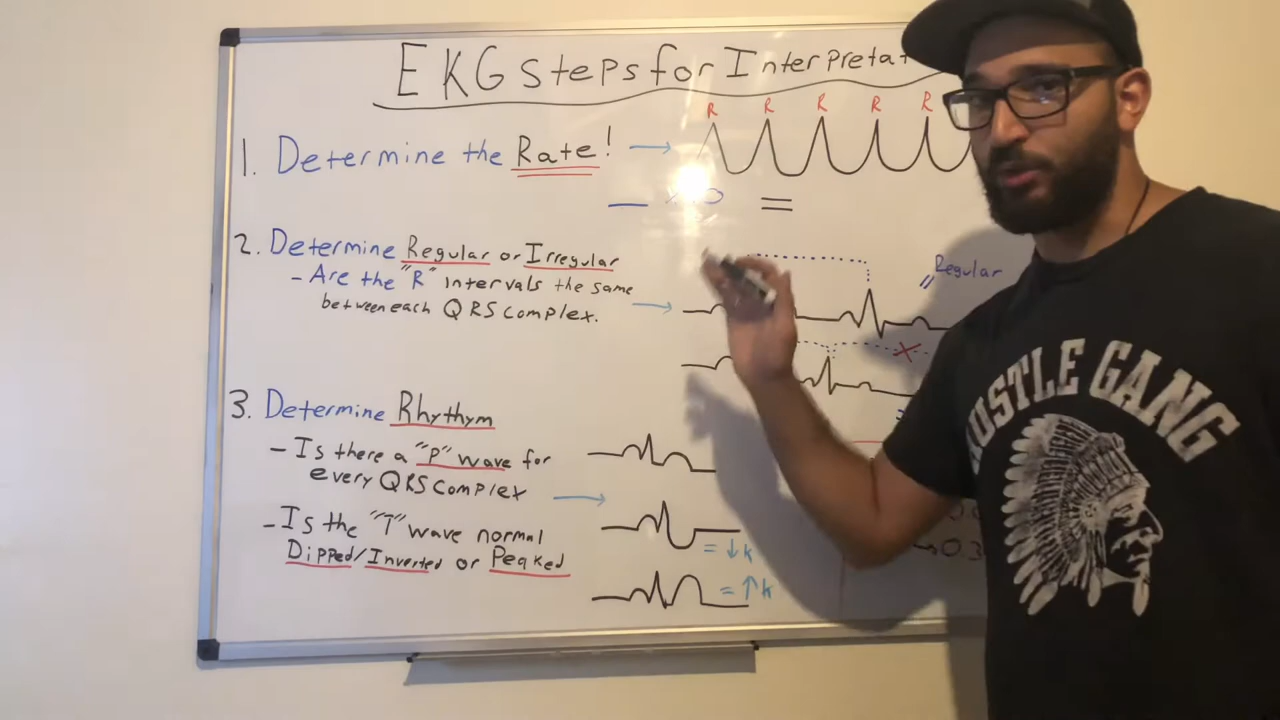 EKG steps for Interpreta
R R R R R
1. Determine the Rate! →
=
2. Determine Regular or Irregular
- Are the "R" intervals the same
between each QRS complex. →
= Regular
X
3. Determine Rhythym
- Is there a "P" wave for
every QRS complex →
- Is the "T" wave normal
Dipped/Inverted or Peaked
= ↓k
= ↑k
HUSTLE GANG